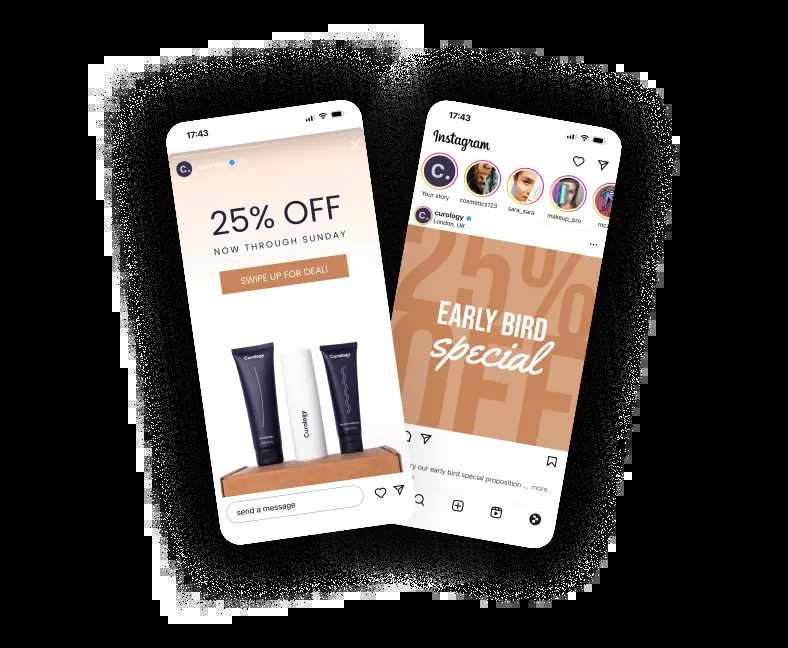 17:43
C. curology
25% OFF
NOW THROUGH SUNDAY
SWIPE UP FOR DEAL!
Curology
Curology
Curology
send a message
17:43
Instagram
C.
Your story
cosmetics123
sara_sara
makeup_pro
C. curology
London, UK
25%
OFF
EARLY BIRD
special
ry our early bird special proposition ... more